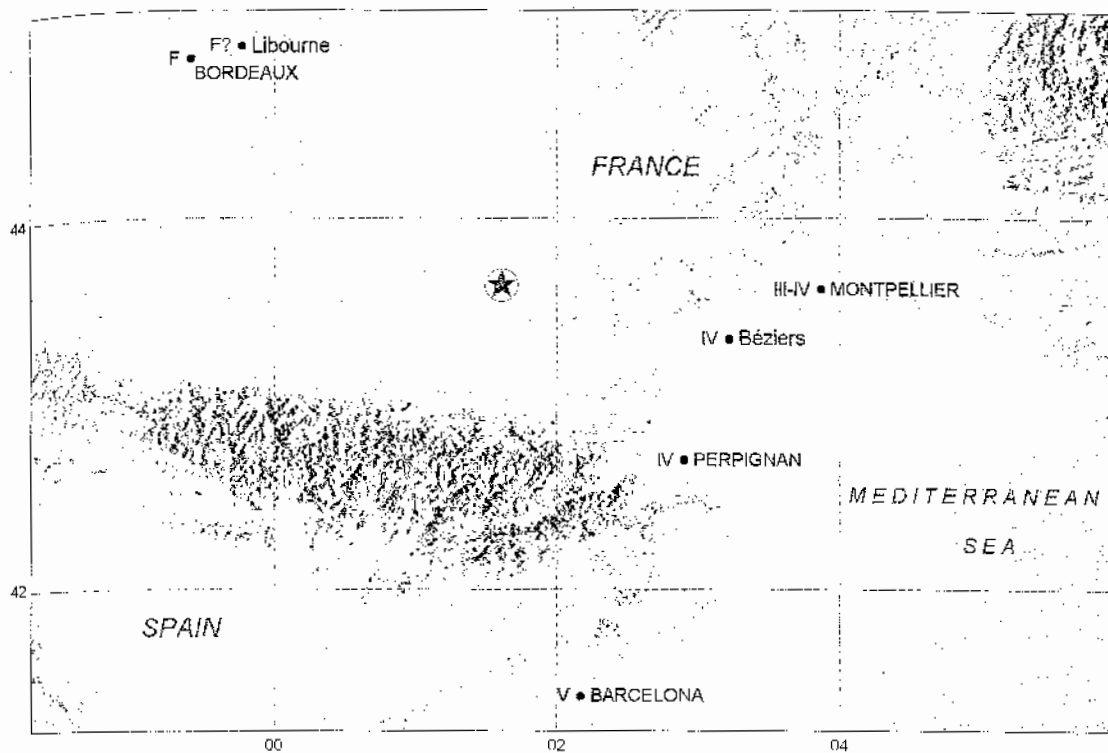 F? Libourne
F
BORDEAUX
FRANCE
44
III-IV MONTPELLIER
IV Béziers
IV PERPIGNAN
MEDITERRANEAN
SEA
42
SPAIN
V BARCELONA
00 02 04